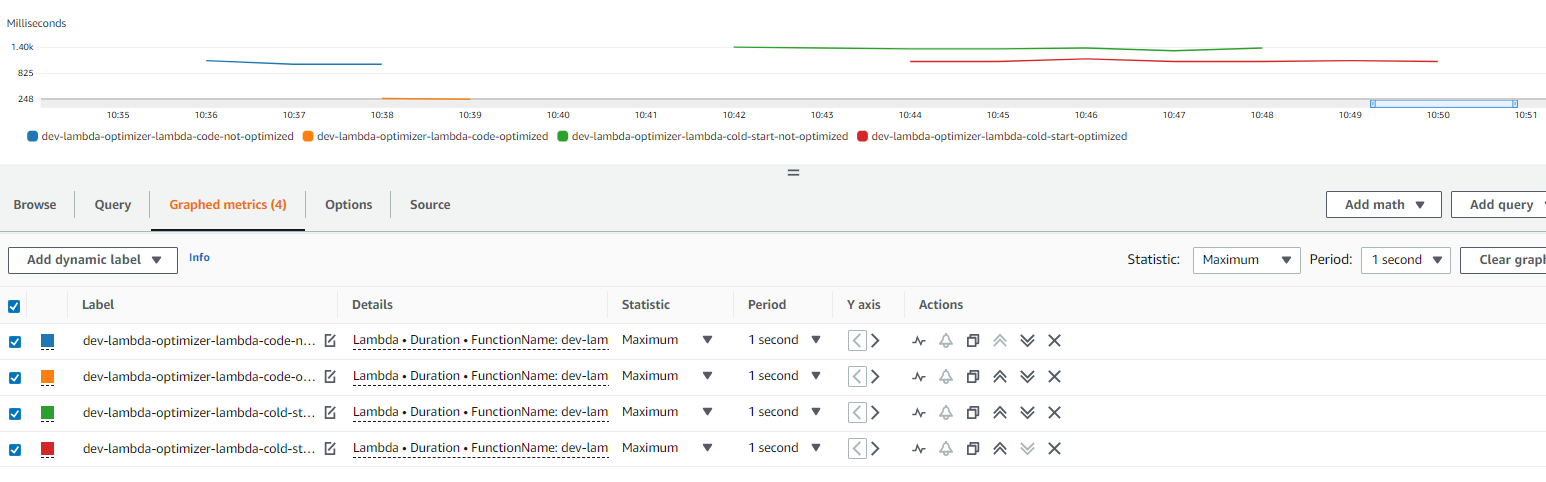 Milliseconds
1.40k
825
248
10:35 10:36 10:37 10:38 10:39 10:40 10:41 10:42 10:43 10:44 10:45 10:46 10:47 10:48 10:49 10:50 10:51
dev-lambda-optimizer-lambda-code-not-optimized dev-lambda-optimizer-lambda-code-optimized dev-lambda-optimizer-lambda-cold-start-not-optimized dev-lambda-optimizer-lambda-cold-start-optimized
Browse Query Graphed metrics (4) Options Source Add math Add query
Add dynamic label Info Statistic: Maximum Period: 1 second Clear graph
Label Details Statistic Period Y axis Actions
dev-lambda-optimizer-lambda-code-n... Lambda • Duration • FunctionName: dev-lam Maximum 1 second
dev-lambda-optimizer-lambda-code-o... Lambda • Duration • FunctionName: dev-lam Maximum 1 second
dev-lambda-optimizer-lambda-cold-st... Lambda • Duration • FunctionName: dev-lam Maximum 1 second
dev-lambda-optimizer-lambda-cold-st... Lambda • Duration • FunctionName: dev-lam Maximum 1 second